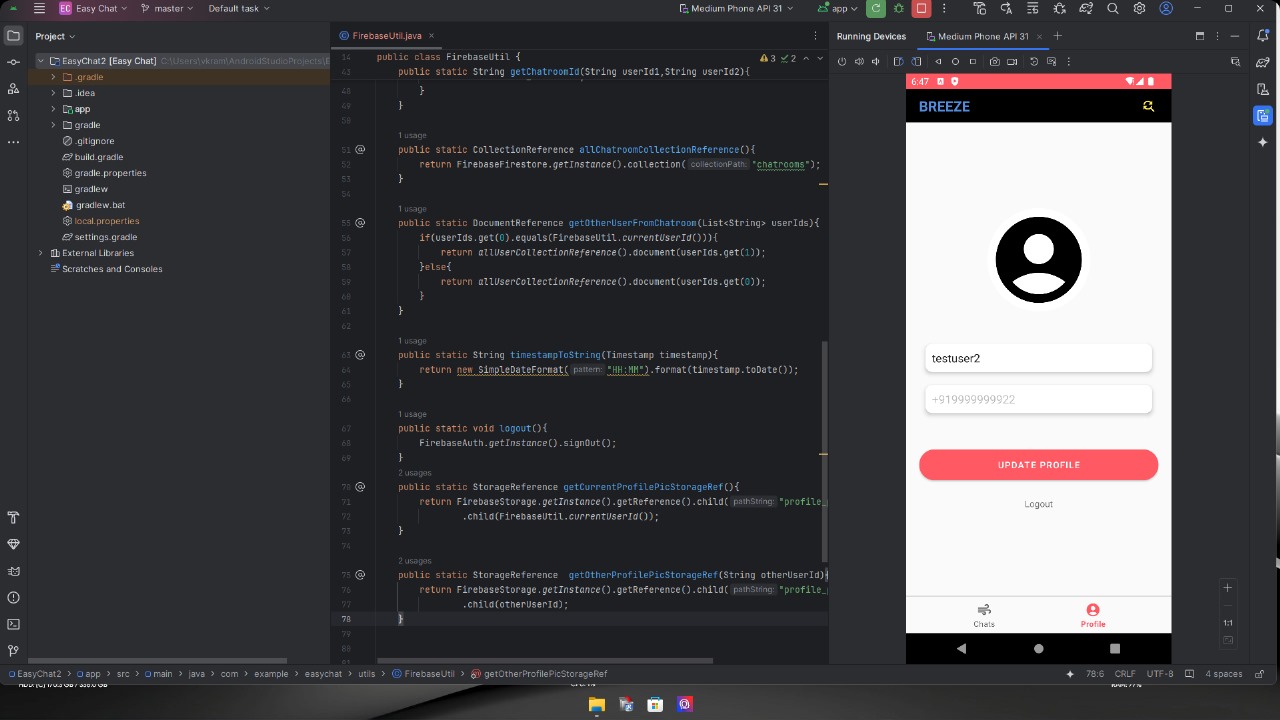 EC Easy Chat master Default task Medium Phone API 31 app
Project
EasyChat2 [Easy Chat] C:\Users\vkram\AndroidStudioProjects\E
.gradle
.idea
app
gradle
.gitignore
build.gradle
gradle.properties
gradlew
gradlew.bat
local.properties
settings.gradle
External Libraries
Scratches and Consoles
FirebaseUtil.java
3 2
14 public class FirebaseUtil {
43 public static String getChatroomId(String userId1,String userId2){
48 }
49 }
50
1 usage
51 public static CollectionReference allChatroomCollectionReference(){
52 return FirebaseFirestore.getInstance().collection( collectionPath: "chatrooms");
53 }
54
1 usage
55 public static DocumentReference getOtherUserFromChatroom(List<String> userIds){
56 if(userIds.get(0).equals(FirebaseUtil.currentUserId())){
57 return allUserCollectionReference().document(userIds.get(1));
58 }else{
59 return allUserCollectionReference().document(userIds.get(0));
60 }
61 }
62
1 usage
63 public static String timestampToString(Timestamp timestamp){
64 return new SimpleDateFormat( pattern: "HH:MM").format(timestamp.toDate());
65 }
66
1 usage
67 public static void logout(){
68 FirebaseAuth.getInstance().signOut();
69 }
2 usages
70 public static StorageReference getCurrentProfilePicStorageRef(){
71 return FirebaseStorage.getInstance().getReference().child( pathString: "profile_
72 .child(FirebaseUtil.currentUserId());
73 }
74
2 usages
75 public static StorageReference getOtherProfilePicStorageRef(String otherUserId){
76 return FirebaseStorage.getInstance().getReference().child( pathString: "profile_
77 .child(otherUserId);
78 }
79
80
81
Running Devices Medium Phone API 31
6:47
BREEZE
testuser2
+919999999922
UPDATE PROFILE
Logout
Chats Profile
1:1
EasyChat2 app src main java com example easychat utils FirebaseUtil getOtherProfilePicStorageRef 78:6 CRLF UTF-8 4 spaces